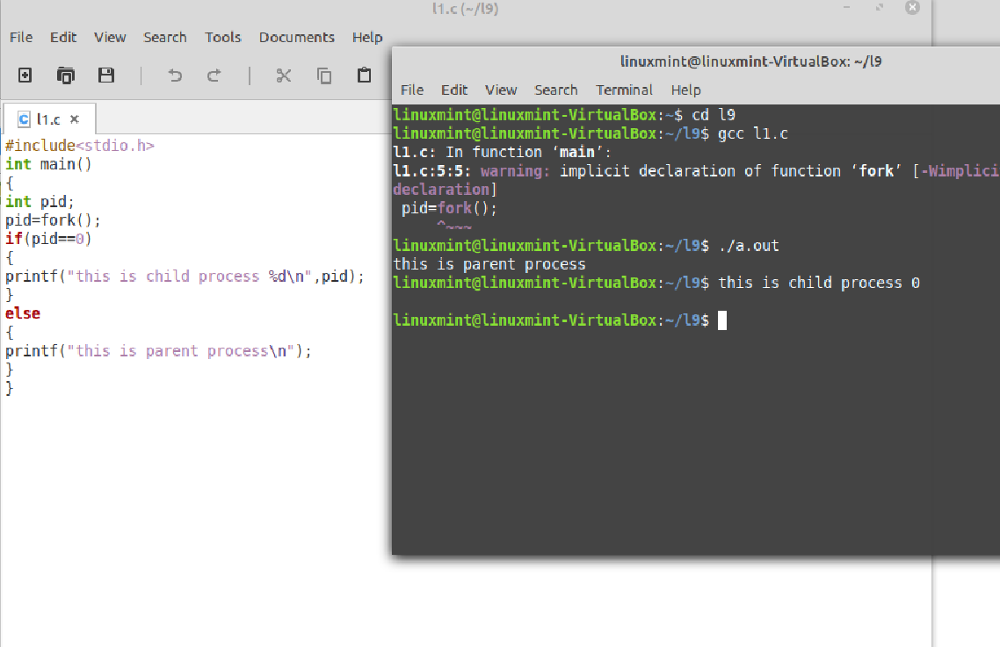 l1.c (~/l9)
File Edit View Search Tools Documents Help
l1.c
#include<stdio.h>
int main()
{
int pid;
pid=fork();
if(pid==0)
{
printf("this is child process %d\n",pid);
}
else
{
printf("this is parent process\n");
}
}
linuxmint@linuxmint-VirtualBox: ~/l9
File Edit View Search Terminal Help
linuxmint@linuxmint-VirtualBox:~$ cd l9
linuxmint@linuxmint-VirtualBox:~/l9$ gcc l1.c
l1.c: In function ‘main’:
l1.c:5:5: warning: implicit declaration of function ‘fork’ [-Wimplici
declaration]
pid=fork();
^~~~
linuxmint@linuxmint-VirtualBox:~/l9$ ./a.out
this is parent process
linuxmint@linuxmint-VirtualBox:~/l9$ this is child process 0
linuxmint@linuxmint-VirtualBox:~/l9$